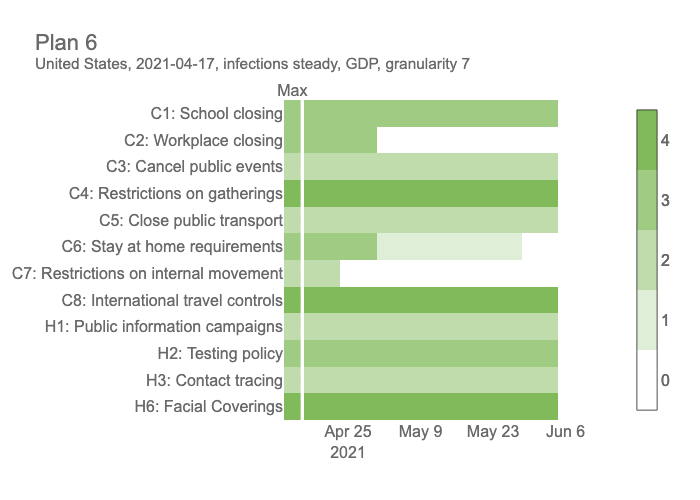 Plan 6
United States, 2021-04-17, infections steady, GDP, granularity 7
Max
C1: School closing
C2: Workplace closing
C3: Cancel public events
C4: Restrictions on gatherings
C5: Close public transport
C6: Stay at home requirements
C7: Restrictions on internal movement
C8: International travel controls
H1: Public information campaigns
H2: Testing policy
H3: Contact tracing
H6: Facial Coverings
Apr 25 May 9 May 23 Jun 6
2021
4
3
2
1
0